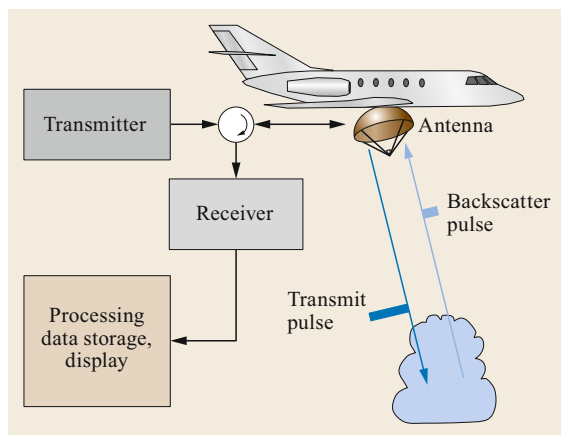 Transmitter
Antenna
Receiver
Backscatter
pulse
Transmit
pulse
Processing
data storage,
display